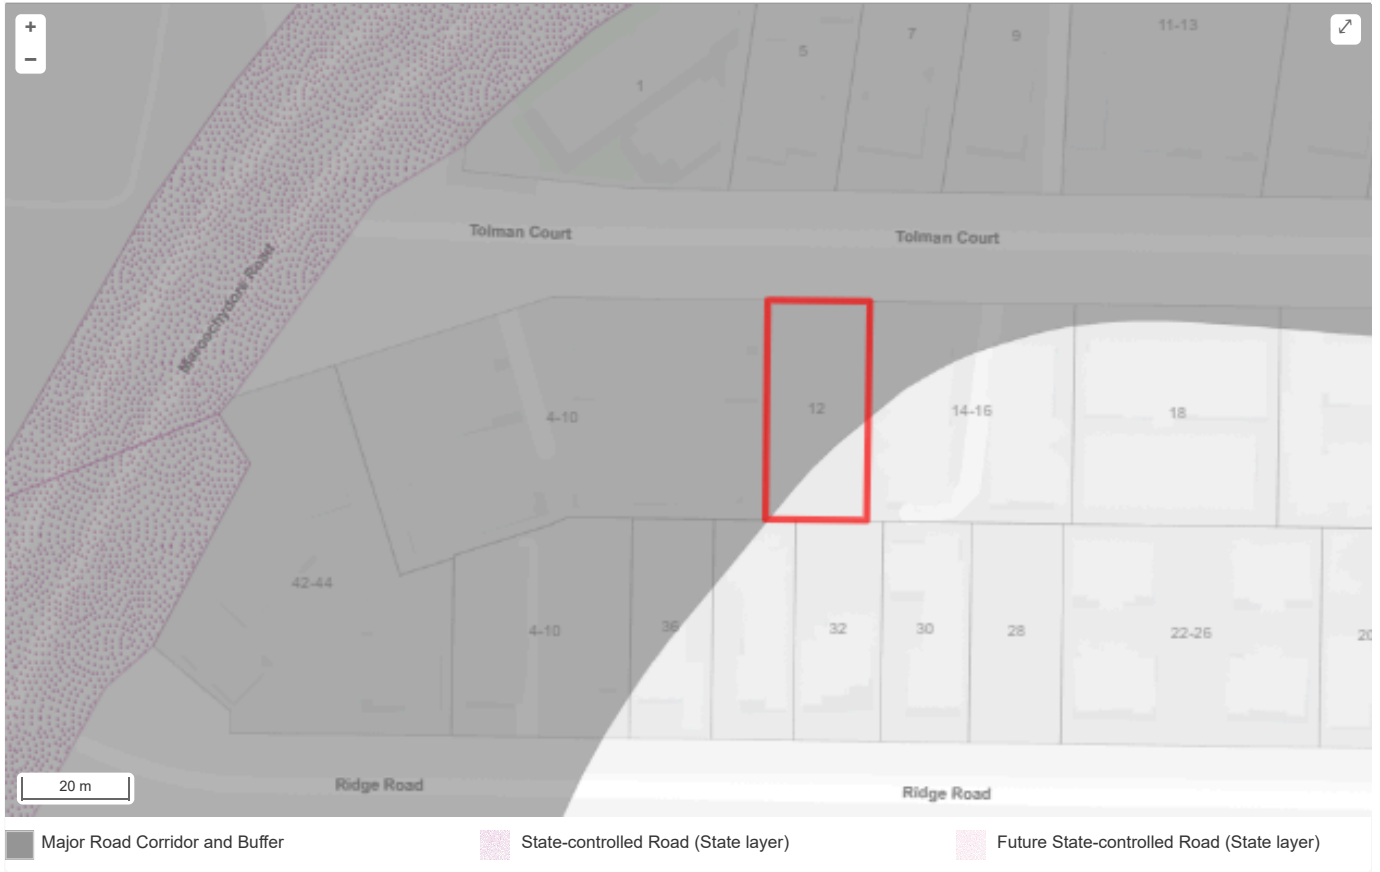 +
−
1
5
7
9
11-13
Tolman Court
Tolman Court
Maroochydore Road
4-10
12
14-16
18
42-44
4-10
36
32
30
28
22-26
20
20 m
Ridge Road
Ridge Road
Major Road Corridor and Buffer
State-controlled Road (State layer)
Future State-controlled Road (State layer)